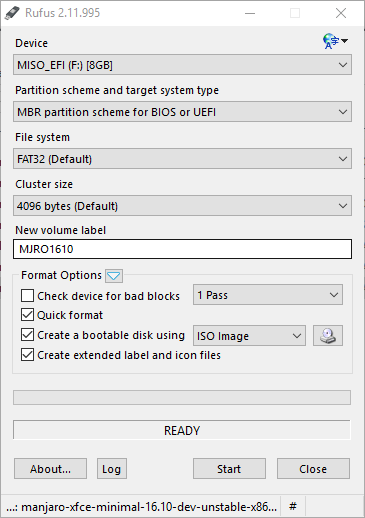 Rufus 2.11.995
Device
MISO_EFI (F:) [8GB]
Partition scheme and target system type
MBR partition scheme for BIOS or UEFI
File system
FAT32 (Default)
Cluster size
4096 bytes (Default)
New volume label
MJRO1610
Format Options
Check device for bad blocks 1 Pass
Quick format
Create a bootable disk using ISO Image
Create extended label and icon files
READY
About... Log Start Close
...: manjaro-xfce-minimal-16.10-dev-unstable-x86... #